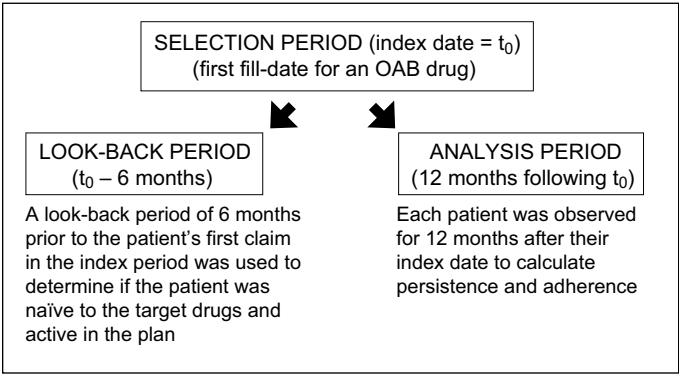 SELECTION PERIOD (index date = t₀)
(first fill-date for an OAB drug)
LOOK-BACK PERIOD
(t₀ – 6 months)
A look-back period of 6 months
prior to the patient’s first claim
in the index period was used to
determine if the patient was
naïve to the target drugs and
active in the plan
ANALYSIS PERIOD
(12 months following t₀)
Each patient was observed
for 12 months after their
index date to calculate
persistence and adherence